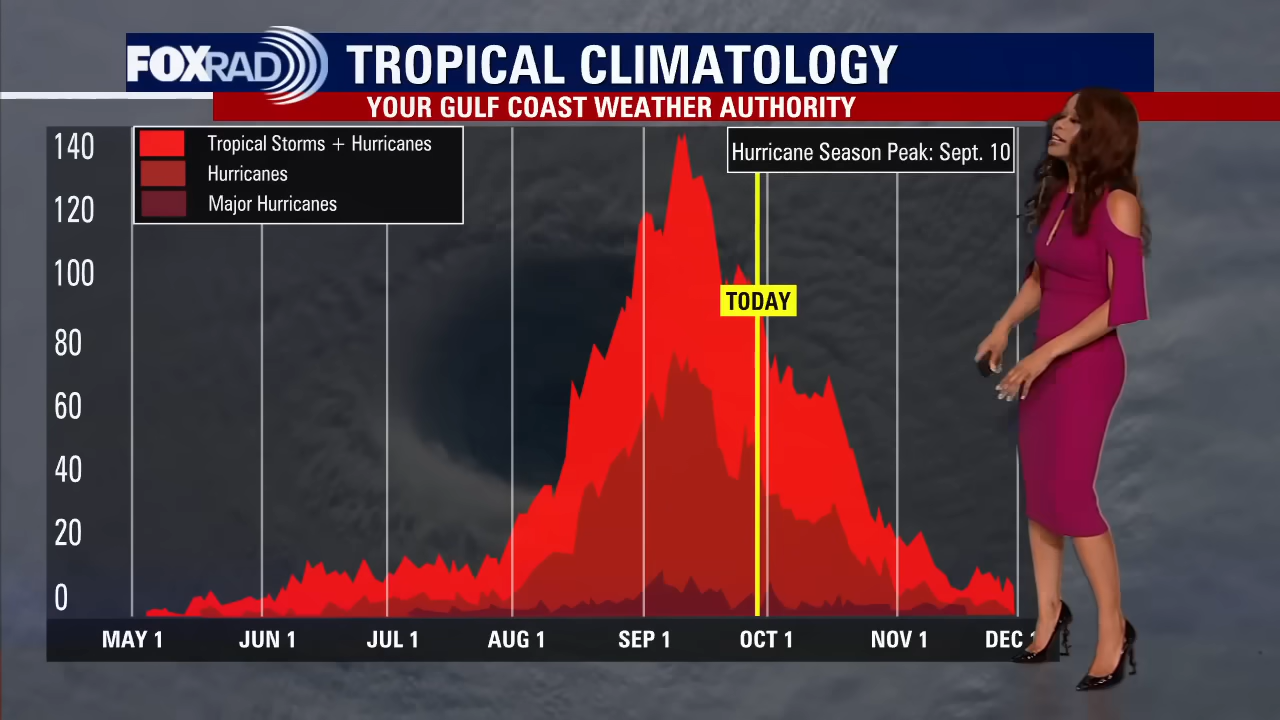 FOXRAD TROPICAL CLIMATOLOGY
YOUR GULF COAST WEATHER AUTHORITY
Tropical Storms + Hurricanes
Hurricanes
Major Hurricanes
Hurricane Season Peak: Sept. 10
TODAY
140
120
100
80
60
40
20
0
MAY 1 JUN 1 JUL 1 AUG 1 SEP 1 OCT 1 NOV 1 DEC 1